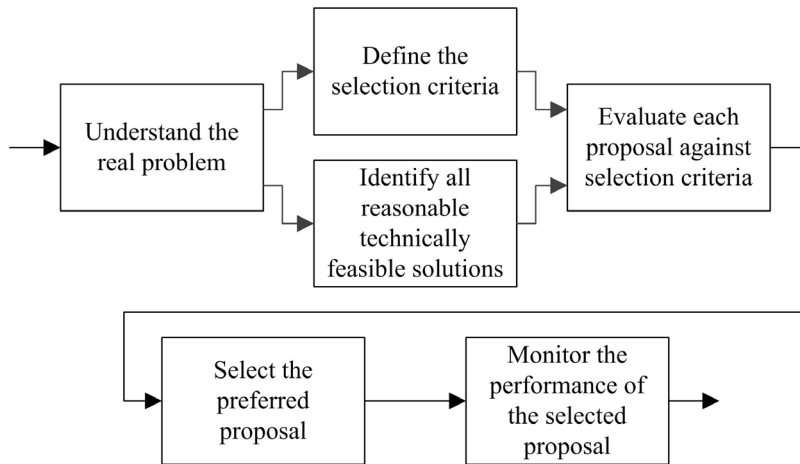 Understand the
real problem
Define the
selection criteria
Identify all
reasonable
technically
feasible solutions
Evaluate each
proposal against
selection criteria
Select the
preferred
proposal
Monitor the
performance of
the selected
proposal